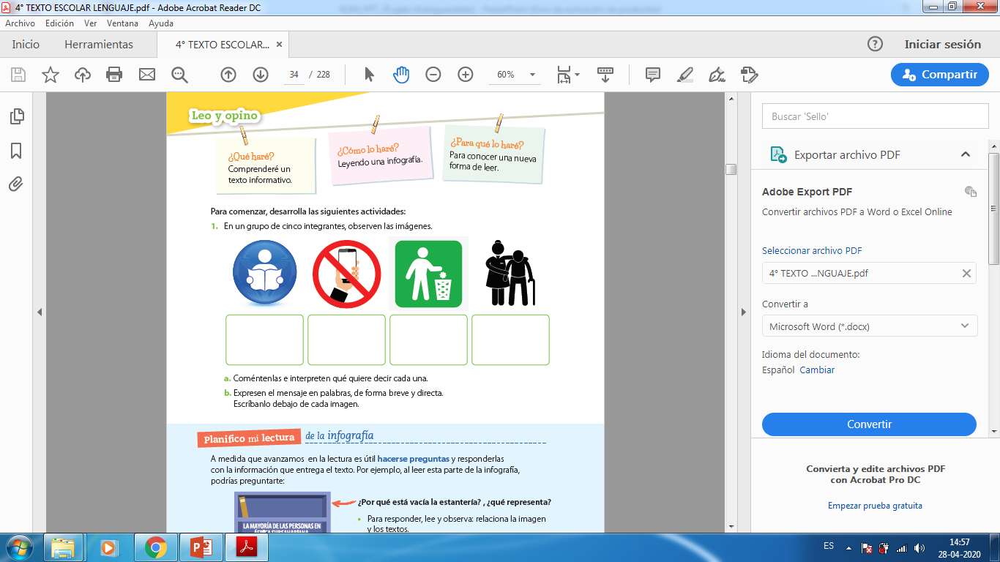 4° TEXTO ESCOLAR LENGUAJE.pdf - Adobe Acrobat Reader DC
Archivo Edición Ver Ventana Ayuda
Inicio Herramientas 4° TEXTO ESCOLAR... × Iniciar sesión
34 / 228 60% Compartir
Leo y opino
¿Qué haré?
Comprenderé un
texto informativo.
¿Cómo lo haré?
Leyendo una infografía.
¿Para qué lo haré?
Para conocer una nueva
forma de leer.
Para comenzar, desarrolla las siguientes actividades:
1. En un grupo de cinco integrantes, observen las imágenes.
a. Coméntenlas e interpreten qué quiere decir cada una.
b. Expresen el mensaje en palabras, de forma breve y directa.
Escríbanlo debajo de cada imagen.
Planifico mi lectura de la infografía
A medida que avanzamos en la lectura es útil hacerse preguntas y responderlas
con la información que entrega el texto. Por ejemplo, al leer esta parte de la infografía,
podrías preguntarte:
¿Por qué está vacía la estantería? , ¿qué representa?
• Para responder, lee y observa: relaciona la imagen
y los textos.
LA MAYORÍA DE LAS PERSONAS EN
ÁFRICA SUBSAHARIANA
Buscar 'Sello'
Exportar archivo PDF
Adobe Export PDF
Convertir archivos PDF a Word o Excel Online
Seleccionar archivo PDF
4° TEXTO ...NGUAJE.pdf
Convertir a
Microsoft Word (*.docx)
Idioma del documento:
Español Cambiar
Convertir
Convierta y edite archivos PDF
con Acrobat Pro DC
Empezar prueba gratuita
ES
14:57
28-04-2020